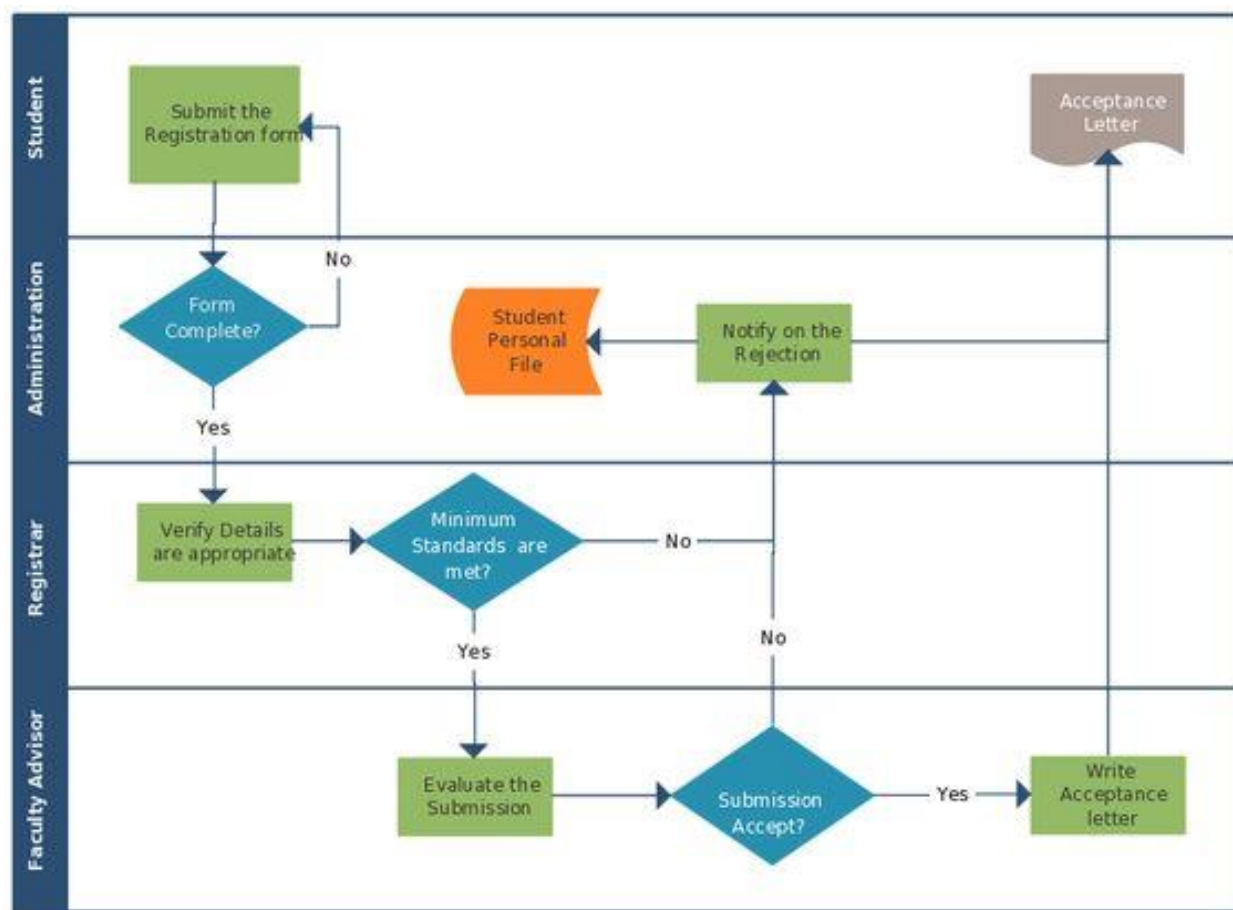 Student
Submit the
Registration form
Acceptance
Letter
No
Administration
Form
Complete?
Student
Personal
File
Notify on the
Rejection
Yes
Registrar
Verify Details
are appropriate
Minimum
Standards are
met?
No
No
Yes
Faculty Advisor
Evaluate the
Submission
Submission
Accept?
Yes
Write
Acceptance
letter